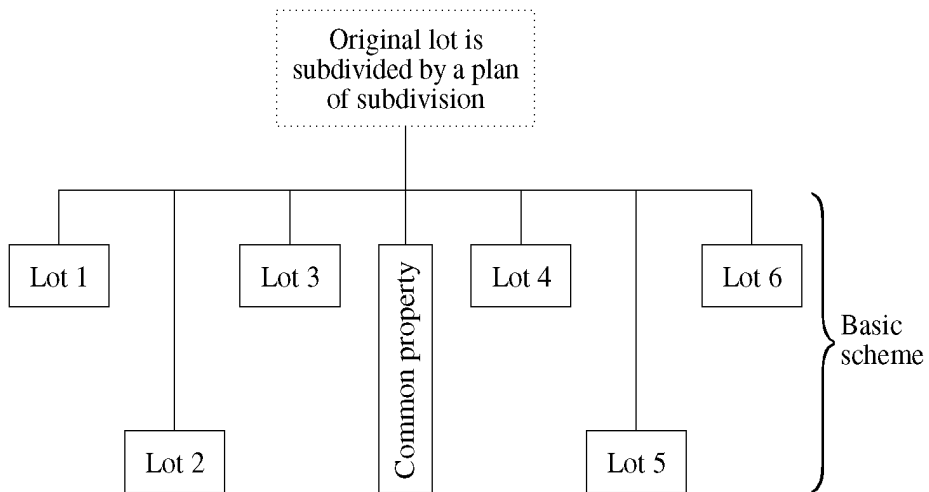 Original lot is
subdivided by a plan
of subdivision
Lot 1
Lot 3
Common property
Lot 4
Lot 6
Basic
scheme
Lot 2
Lot 5